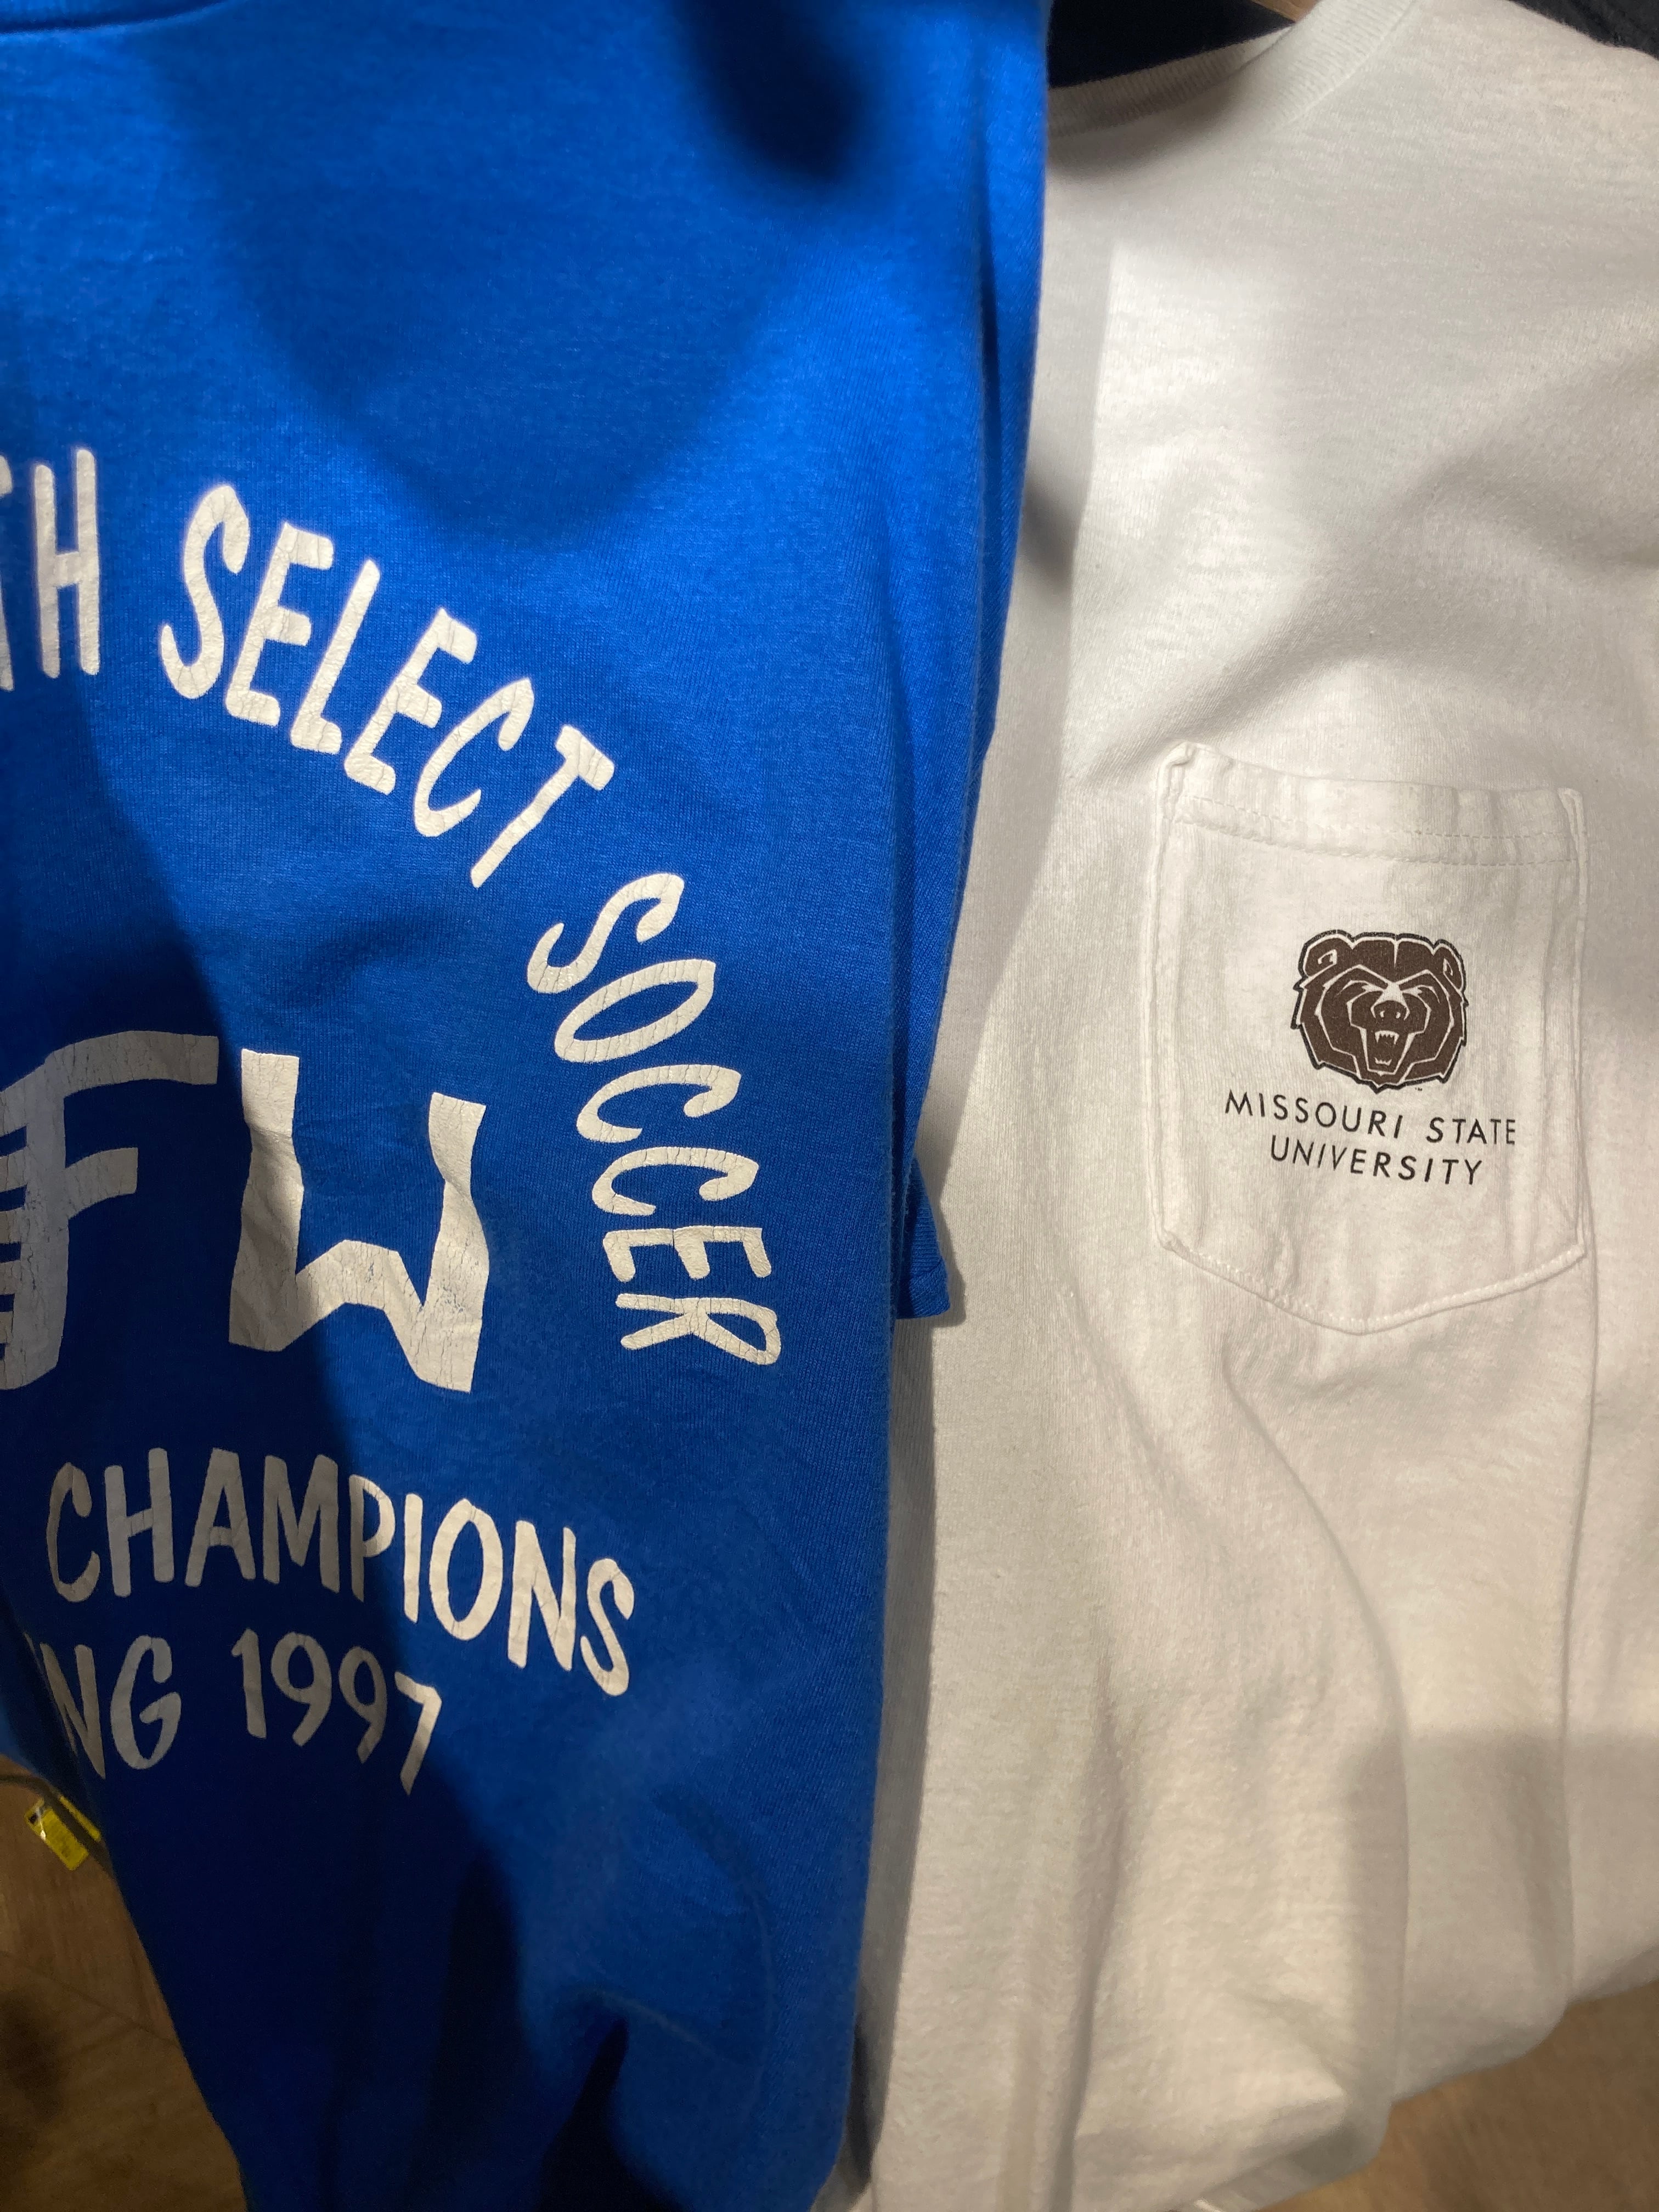 TH SELECT SOCCER
FW
CHAMPIONS
NG 1997
MISSOURI STATE
UNIVERSITY